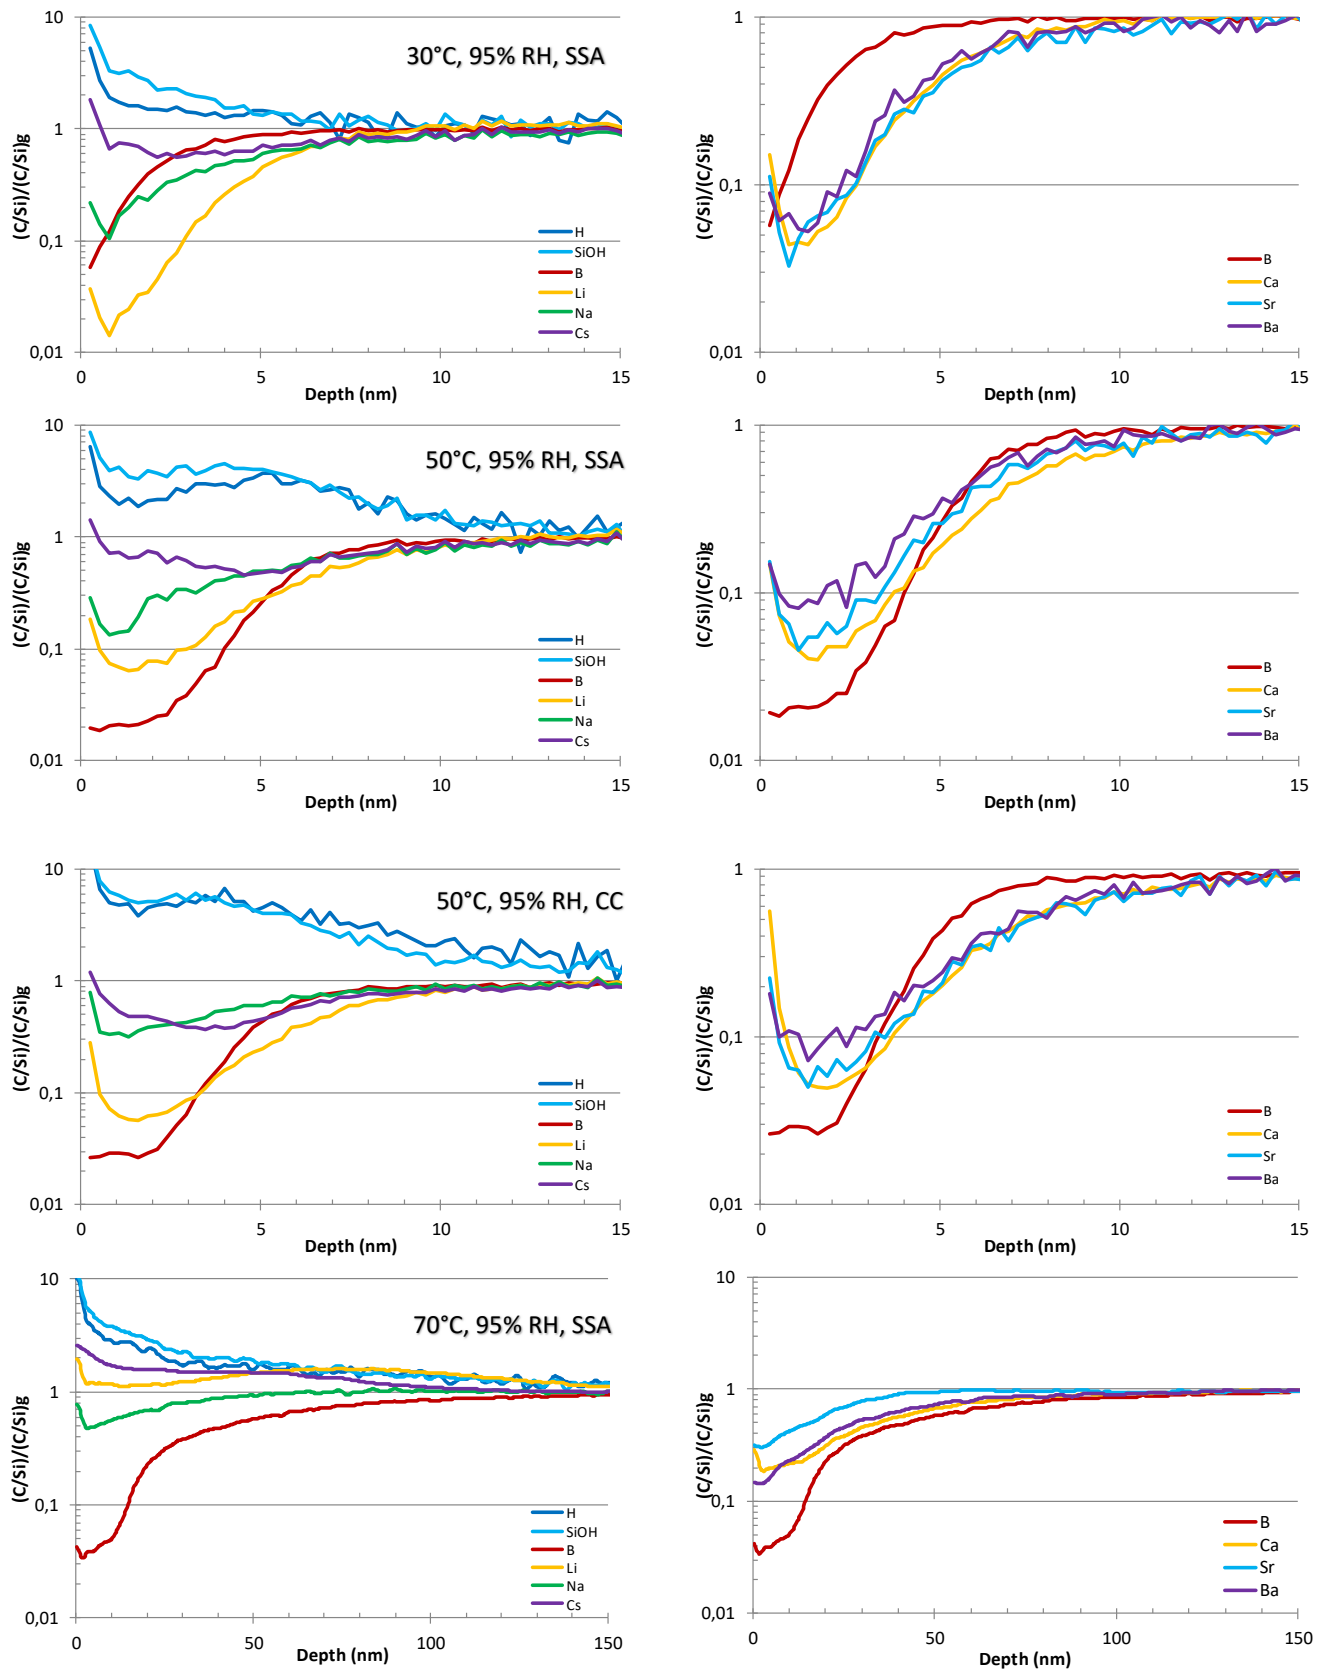 10
1
0,1
0,01
(C/Si)/(C/Si)g
30°C, 95% RH, SSA
H
SiOH
B
Li
Na
Cs
0 5 10 15
Depth (nm)
1
0,1
0,01
(C/Si)/(C/Si)g
B
Ca
Sr
Ba
0 5 10 15
Depth (nm)
10
1
0,1
0,01
(C/Si)/(C/Si)g
50°C, 95% RH, SSA
H
SiOH
B
Li
Na
Cs
0 5 10 15
Depth (nm)
1
0,1
0,01
(C/Si)/(C/Si)g
B
Ca
Sr
Ba
0 5 10 15
Depth (nm)
10
1
0,1
0,01
(C/Si)/(C/Si)g
50°C, 95% RH, CC
H
SiOH
B
Li
Na
Cs
0 5 10 15
Depth (nm)
1
0,1
0,01
(C/Si)/(C/Si)g
B
Ca
Sr
Ba
0 5 10 15
Depth (nm)
10
1
0,1
0,01
(C/Si)/(C/Si)g
70°C, 95% RH, SSA
H
SiOH
B
Li
Na
Cs
0 50 100 150
Depth (nm)
10
1
0,1
0,01
(C/Si)/(C/Si)g
B
Ca
Sr
Ba
0 50 100 150
Depth (nm)